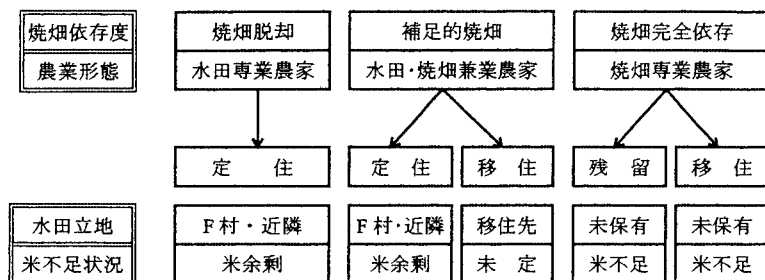 焼畑依存度 焼畑脱却 補足的焼畑 焼畑完全依存
農業形態 水田専業農家 水田・焼畑兼業農家 焼畑専業農家
定 住 定 住 移 住 残 留 移 住
水田立地 F村・近隣 F村・近隣 移住先 未保有 未保有
米不足状況 米余剰 米余剰 未 定 米不足 米不足